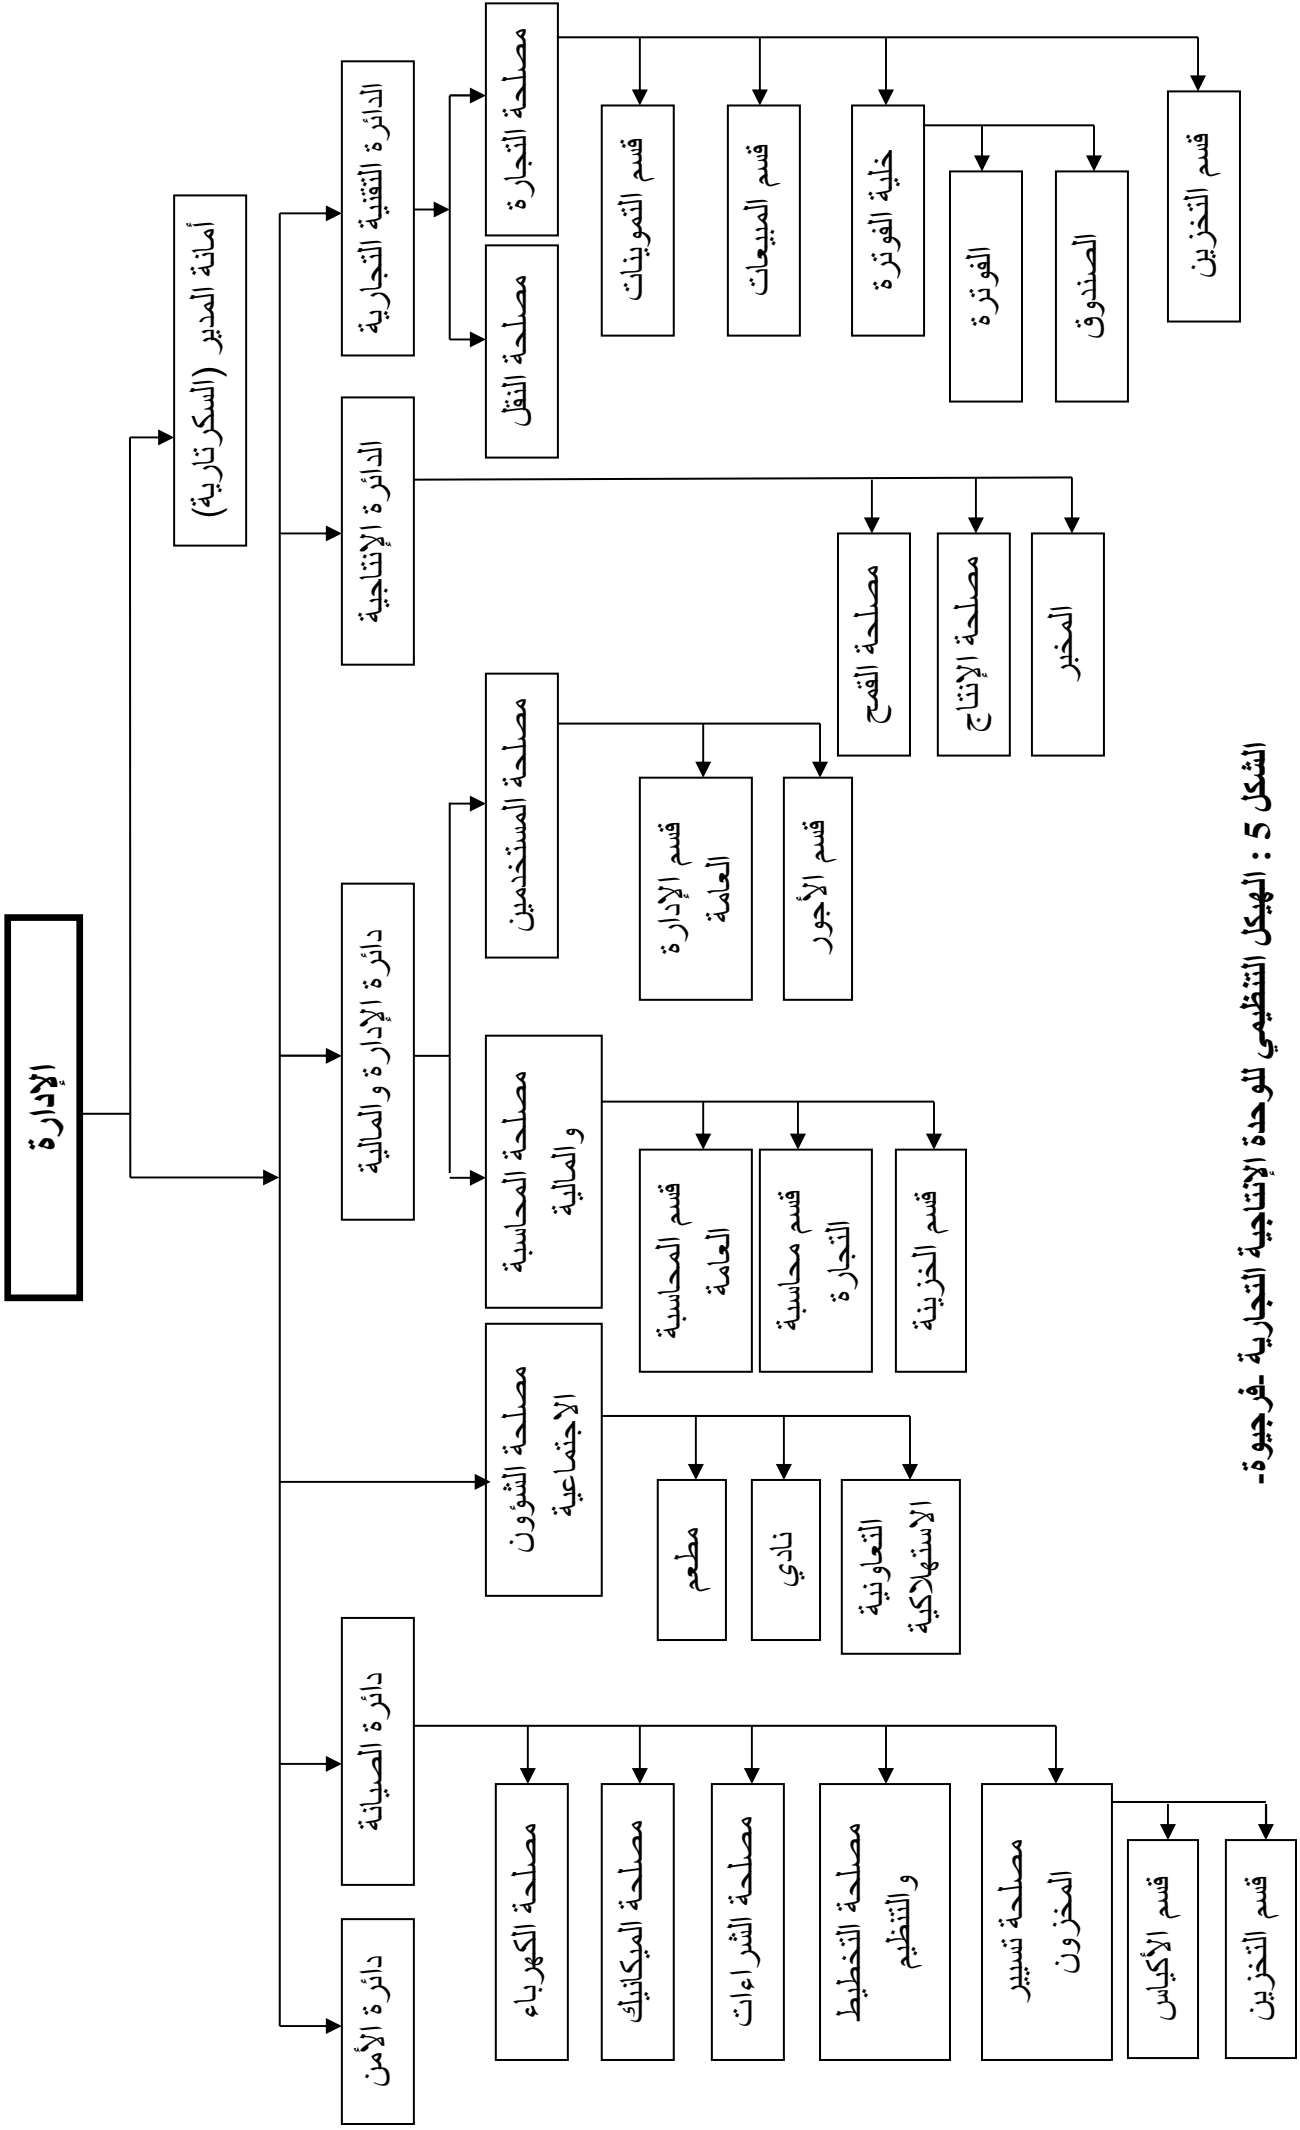 الإدارة
أمانة المدير (السكرتارية)
الدائرة التقنية التجارية
الدائرة الإنتاجية
دائرة الإدارة والمالية
دائرة الصيانة
دائرة الأمن
مصلحة التجارة
مصلحة النقل
مصلحة المستخدمين
مصلحة المحاسبة
و المالية
مصلحة الشؤون
الاجتماعية
قسم التموينات
قسم المبيعات
خلية الفوترة
الفوترة
الصندوق
قسم التخزين
مصلحة القمح
مصلحة الإنتاج
المخبر
قسم الإدارة
العامة
قسم الأجور
قسم المحاسبة
العامة
قسم محاسبة
التجارة
قسم الخزينة
مطعم
نادي
التعاونية
الاستهلاكية
مصلحة الكهرباء
مصلحة الميكانيك
مصلحة الشراءات
مصلحة التخطيط
و التنظيم
مصلحة تسيير
المخزون
قسم الأكياس
قسم التخزين
الشكل 5 : الهيكل التنظيمي للوحدة الإنتاجية التجارية -فرجيوة-